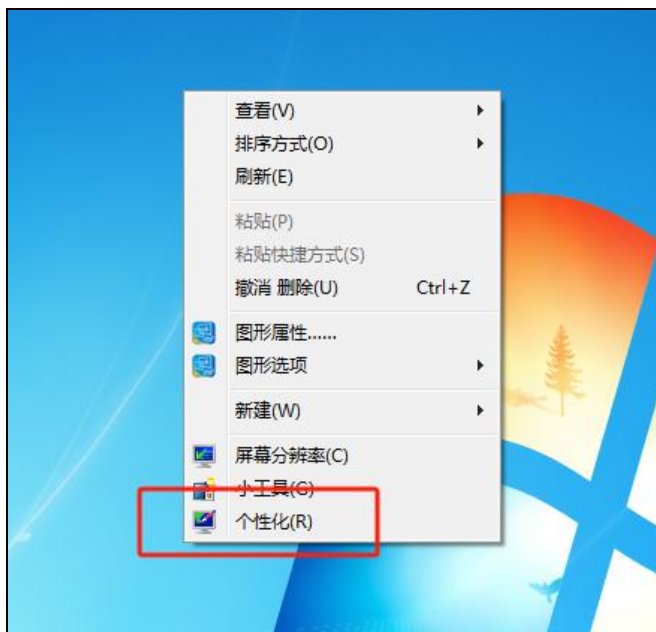 查看(V)
排序方式(O)
刷新(E)
粘贴(P)
粘贴快捷方式(S)
撤消 删除(U) Ctrl+Z
图形属性......
图形选项
新建(W)
屏幕分辨率(C)
小工具(G)
个性化(R)